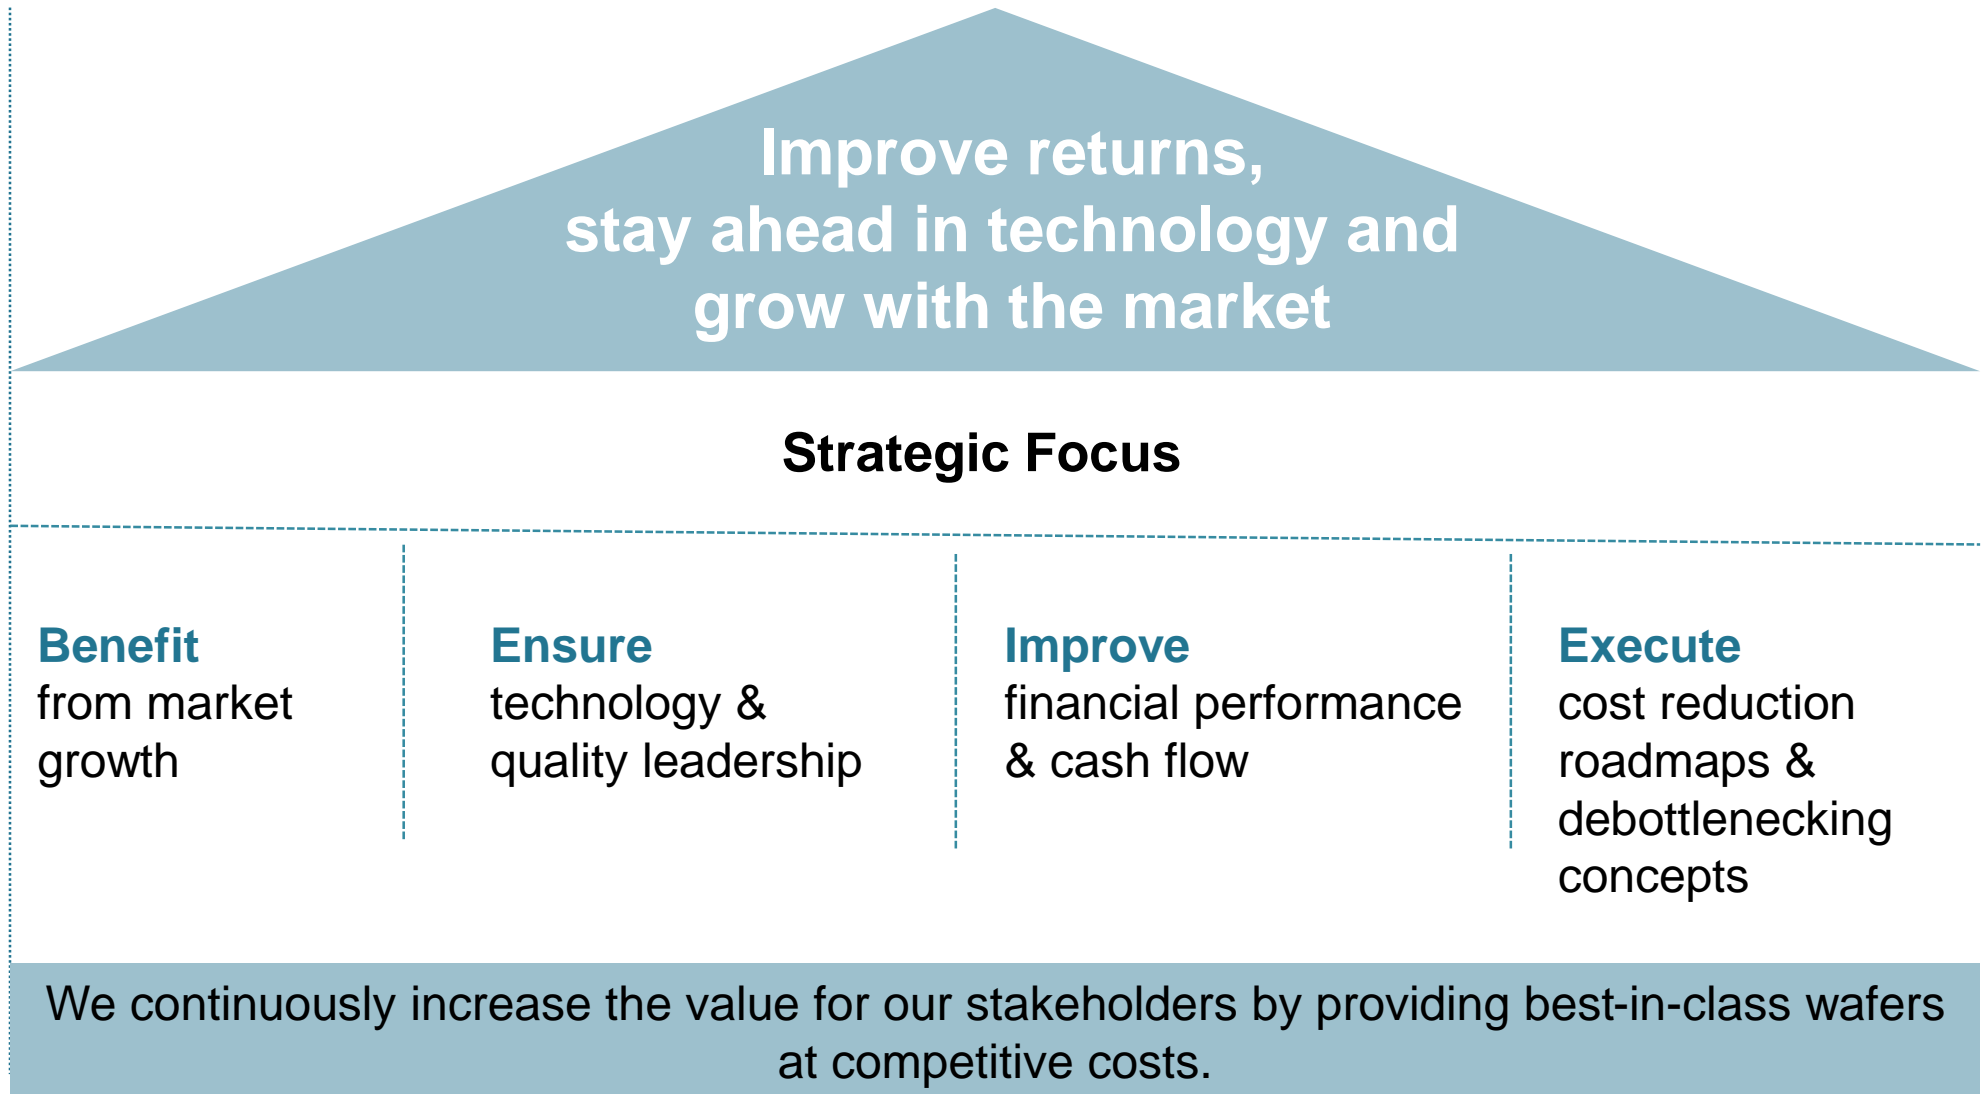 Improve returns,
stay ahead in technology and
grow with the market
Strategic Focus
Benefit
from market
growth
Ensure
technology &
quality leadership
Improve
financial performance
& cash flow
Execute
cost reduction
roadmaps &
debottlenecking
concepts
We continuously increase the value for our stakeholders by providing best-in-class wafers
at competitive costs.